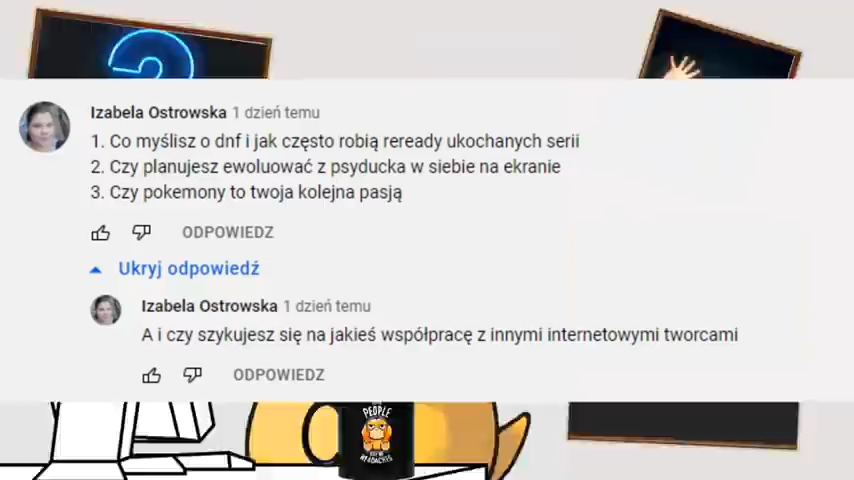 Izabela Ostrowska 1 dzień temu
1. Co myślisz o dnf i jak często robią reready ukochanych serii
2. Czy planujesz ewoluować z psyducka w siebie na ekranie
3. Czy pokemony to twoja kolejna pasją
ODPOWIEDZ
Ukryj odpowiedź
Izabela Ostrowska 1 dzień temu
A i czy szykujesz się na jakieś współpracę z innymi internetowymi tworcami
ODPOWIEDZ
PEOPLE
HEADACHES